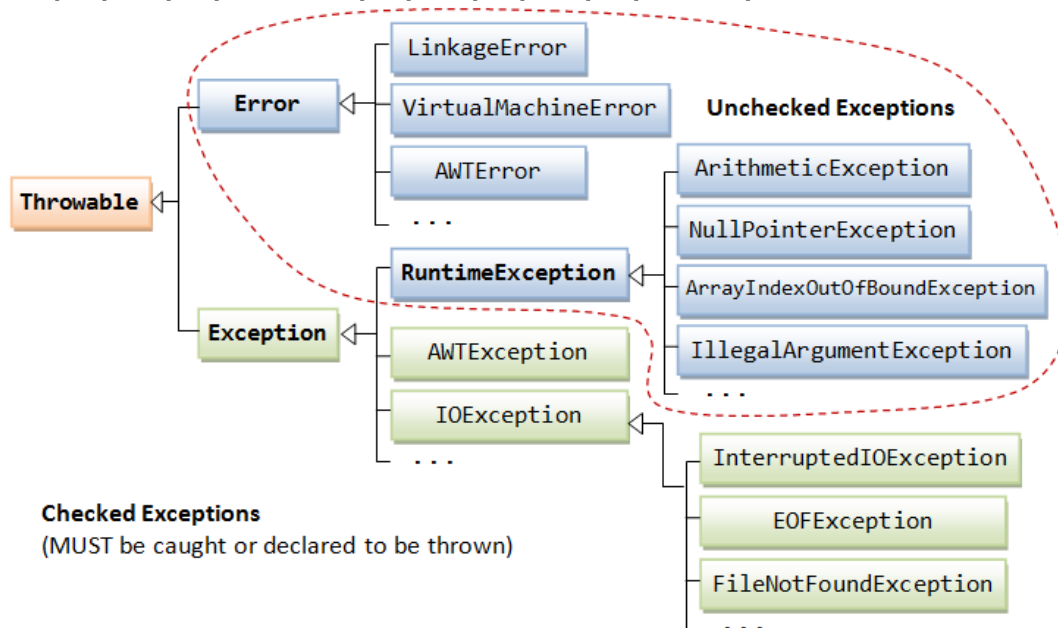 LinkageError
Error
VirtualMachineError
Unchecked Exceptions
AWTError
ArithmeticException
Throwable
...
NullPointerException
RuntimeException
ArrayIndexOutOfBoundException
Exception
AWTException
IllegalArgumentException
...
IOException
...
InterruptedIOException
Checked Exceptions
(MUST be caught or declared to be thrown)
EOFException
FileNotFoundException
...